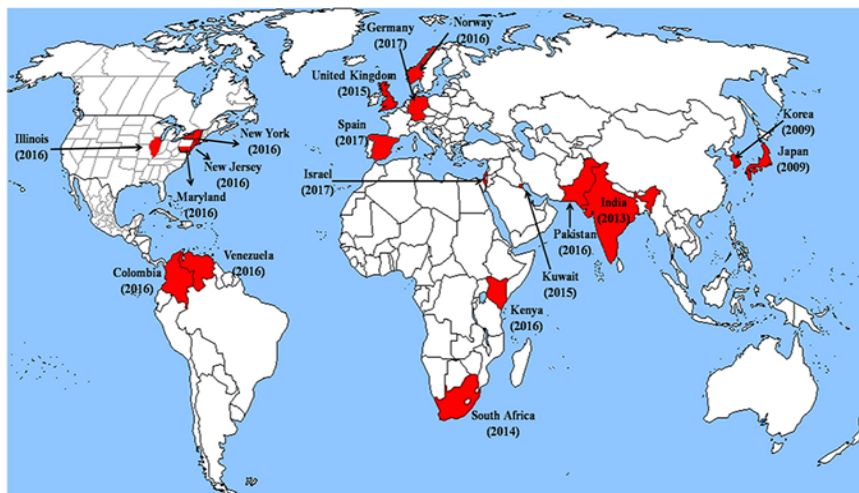 Germany
(2017)
Norway
(2016)
United Kingdom
(2015)
Spain
(2017)
Illinois
(2016)
New York
(2016)
New Jersey
(2016)
Maryland
(2016)
Korea
(2009)
Japan
(2009)
Israel
(2017)
India
(2013)
Pakistan
(2016)
Kuwait
(2015)
Venezuela
(2016)
Colombia
(2016)
Kenya
(2016)
South Africa
(2014)